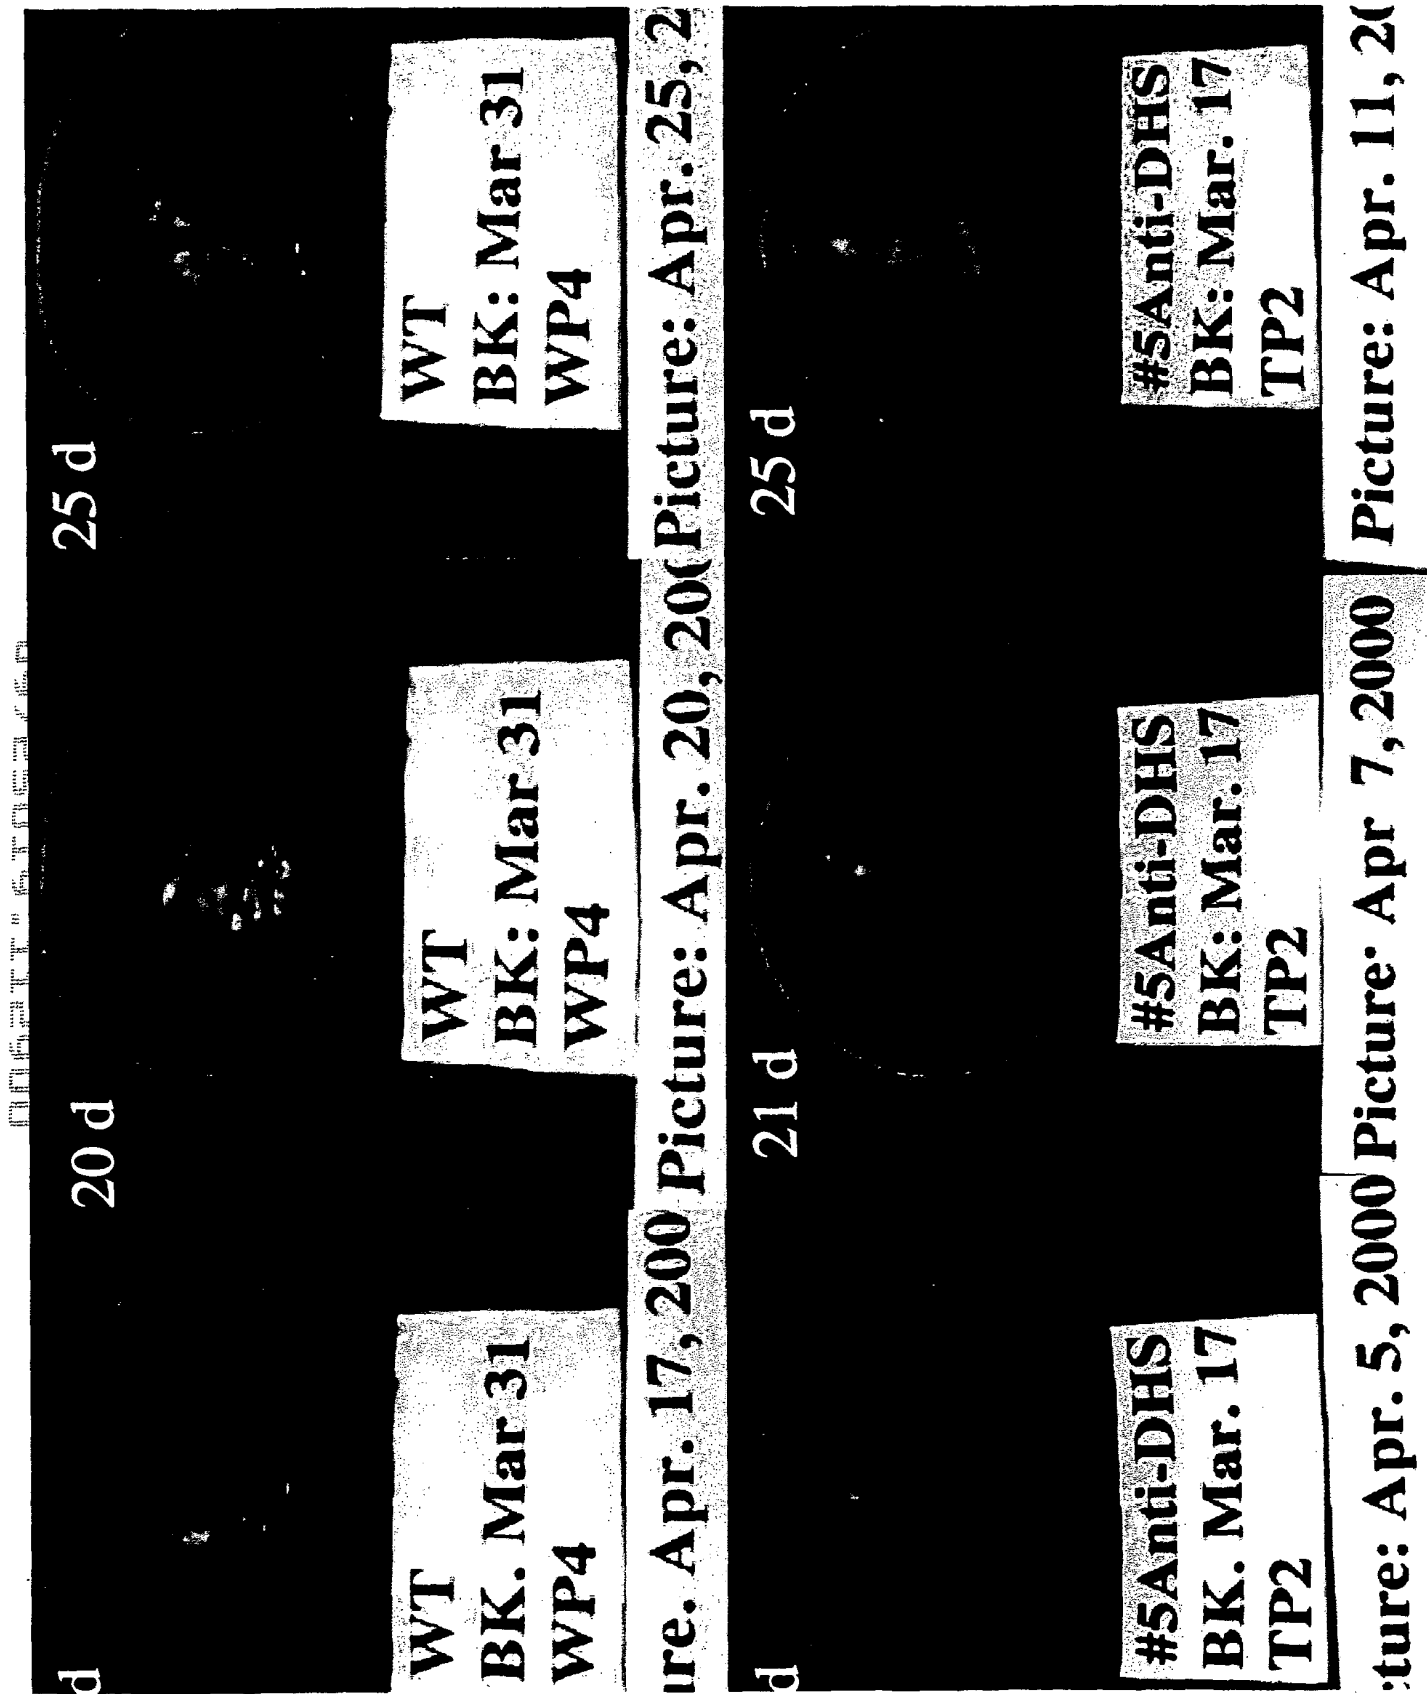 d
WT
BK. Mar 31
WP4
ure. Apr. 17, 200
20 d
WT
BK: Mar 31
WP4
Picture: Apr. 20, 20
25 d
WT
BK: Mar 31
WP4
Picture: Apr. 25, 2
d
#5Anti-DHS
BK. Mar. 17
TP2
cture: Apr. 5, 2000
21 d
#5Anti-DHS
BK: Mar. 17
TP2
Picture: Apr 7, 2000
25 d
#5Anti-DHS
BK: Mar. 17
TP2
Picture: Apr. 11, 20